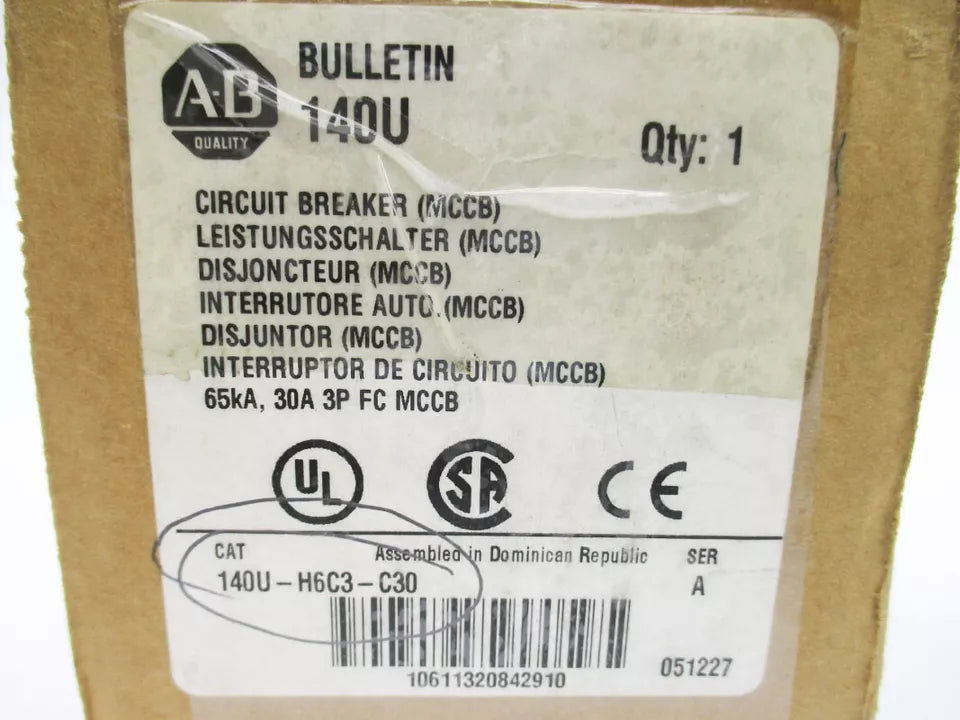 A-B
QUALITY
BULLETIN
140U
Qty: 1
CIRCUIT BREAKER (MCCB)
LEISTUNGSSCHALTER (MCCB)
DISJONCTEUR (MCCB)
INTERRUTORE AUTO. (MCCB)
DISJUNTOR (MCCB)
INTERRUPTOR DE CIRCUITO (MCCB)
65kA, 30A 3P FC MCCB
UL
SA
CE
CAT Assembled in Dominican Republic SER
140U-H6C3-C30 A
10611320842910
051227